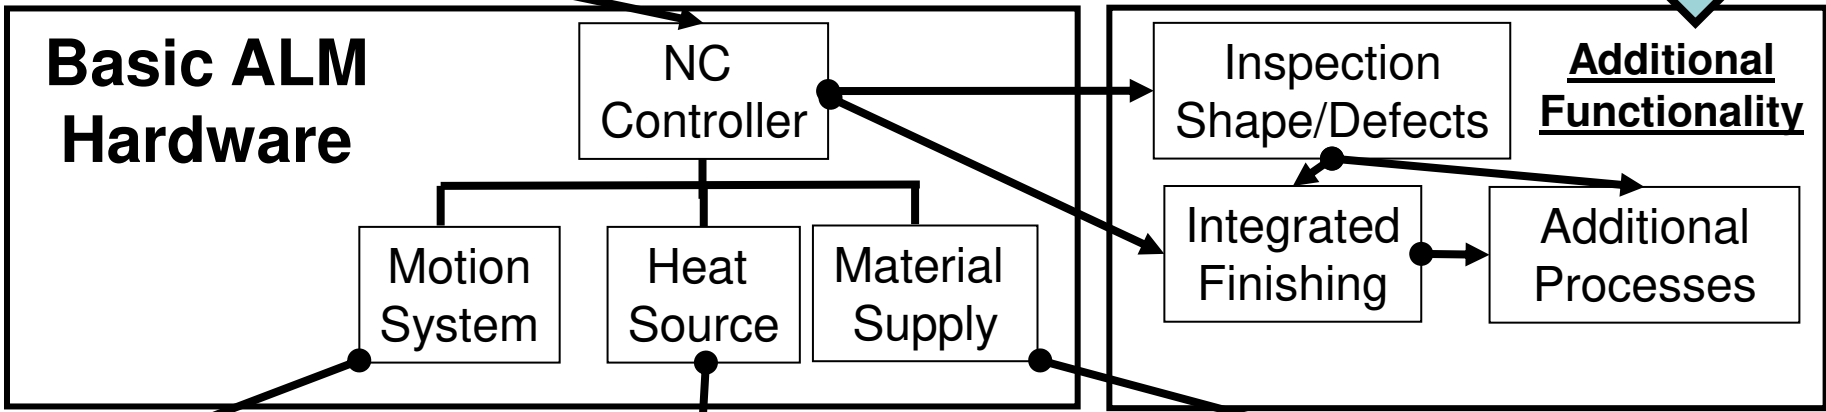 Basic ALM
Hardware
NC
Controller
Motion
System
Heat
Source
Material
Supply
Inspection
Shape/Defects
Additional
Functionality
Integrated
Finishing
Additional
Processes